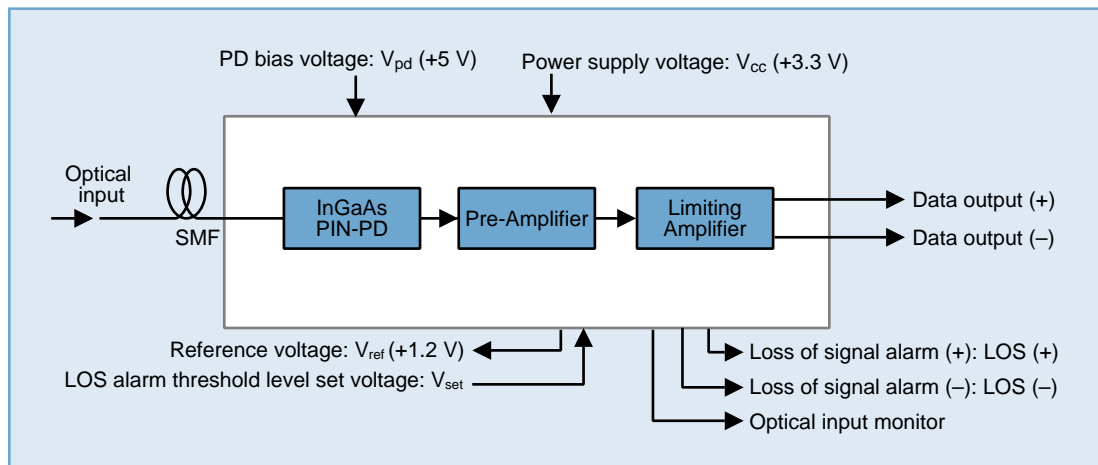 PD bias voltage: Vpd (+5 V)
Power supply voltage: Vcc (+3.3 V)
Optical
input
SMF
InGaAs
PIN-PD
Pre-Amplifier
Limiting
Amplifier
Data output (+)
Data output (–)
Reference voltage: Vref (+1.2 V)
LOS alarm threshold level set voltage: Vset
Loss of signal alarm (+): LOS (+)
Loss of signal alarm (–): LOS (–)
Optical input monitor